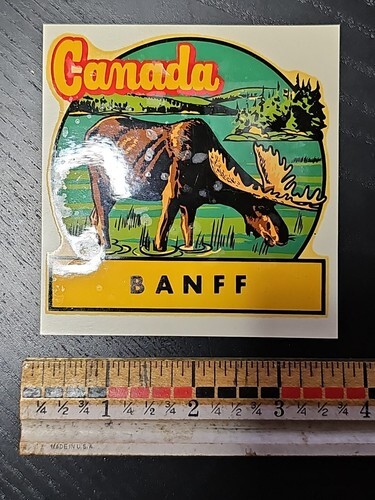 Canada
BANFF
¼ ½ ¾ 1 ¼ ½ ¾ 2 ¼ ½ ¾ 3 ¼ ½ ¾ 4
MADE IN U.S.A.